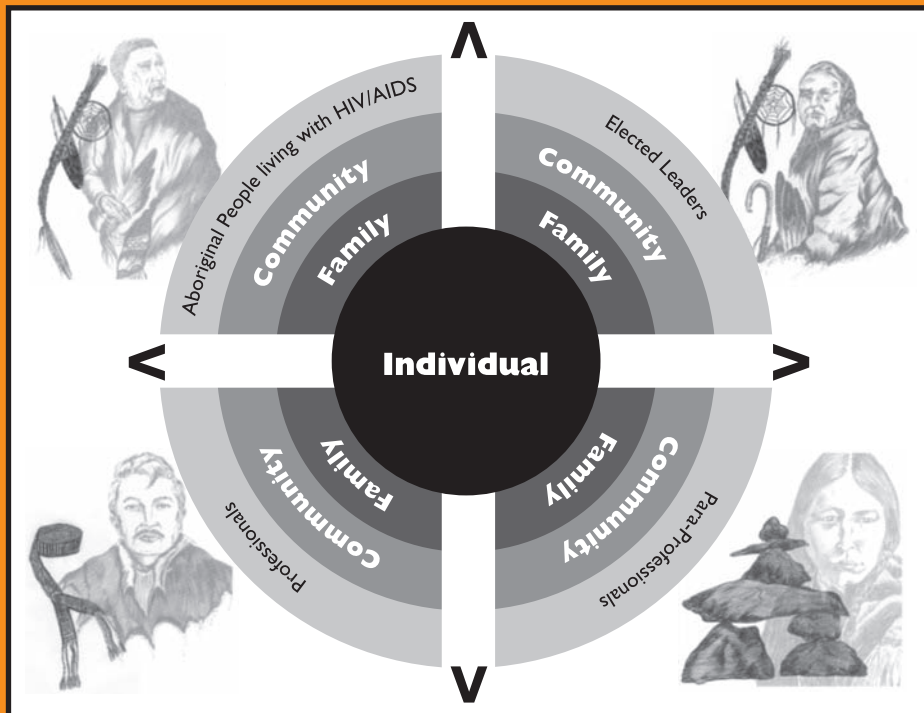 Aboriginal People living with HIV/AIDS
Community
Family
Elected Leaders
Community
Family
Individual
Professionals
Community
Family
Para-Professionals
Community
Family